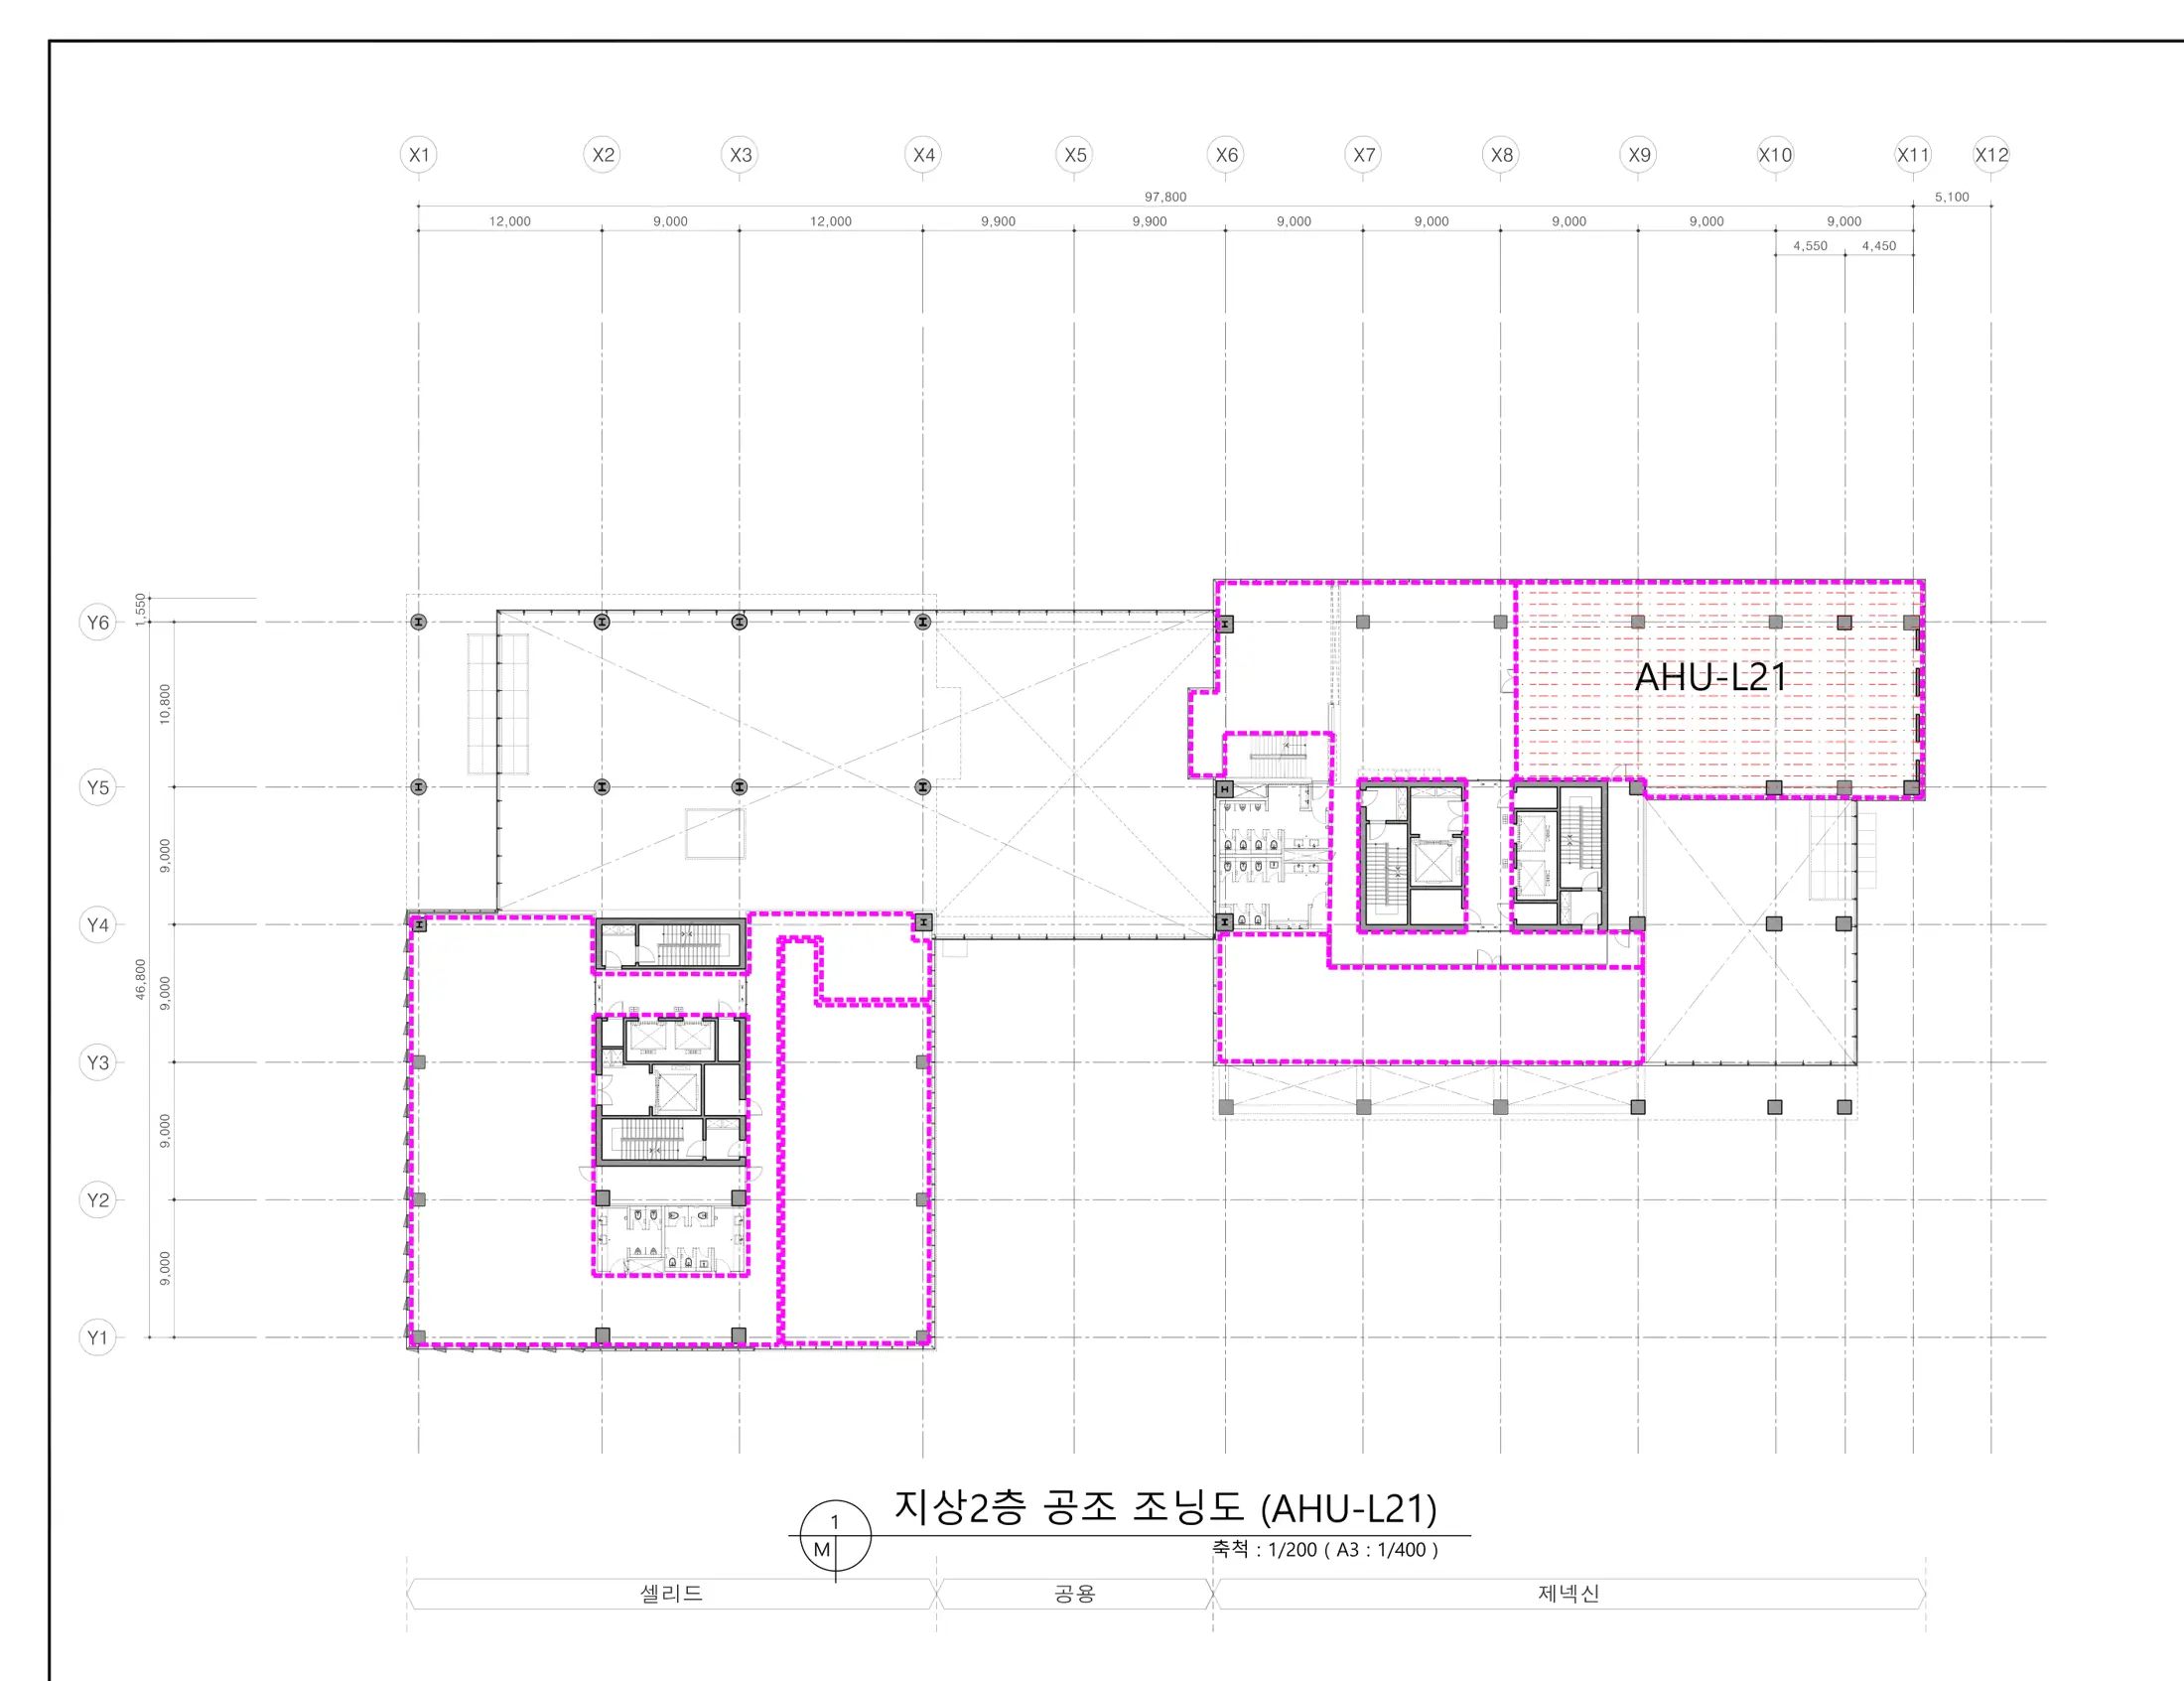 X1 X2 X3 X4 X5 X6 X7 X8 X9 X10 X11 X12
97,800 5,100
12,000 9,000 12,000 9,900 9,900 9,000 9,000 9,000 9,000 9,000
4,550 4,450
1,550
Y6
10,800
AHU-L21
Y5
9,000
Y4
46,800
9,000
Y3
9,000
Y2
9,000
Y1
1
M
지상2층 공조 조닝도 (AHU-L21)
축척 : 1/200 ( A3 : 1/400 )
셀리드 공용 제넥신